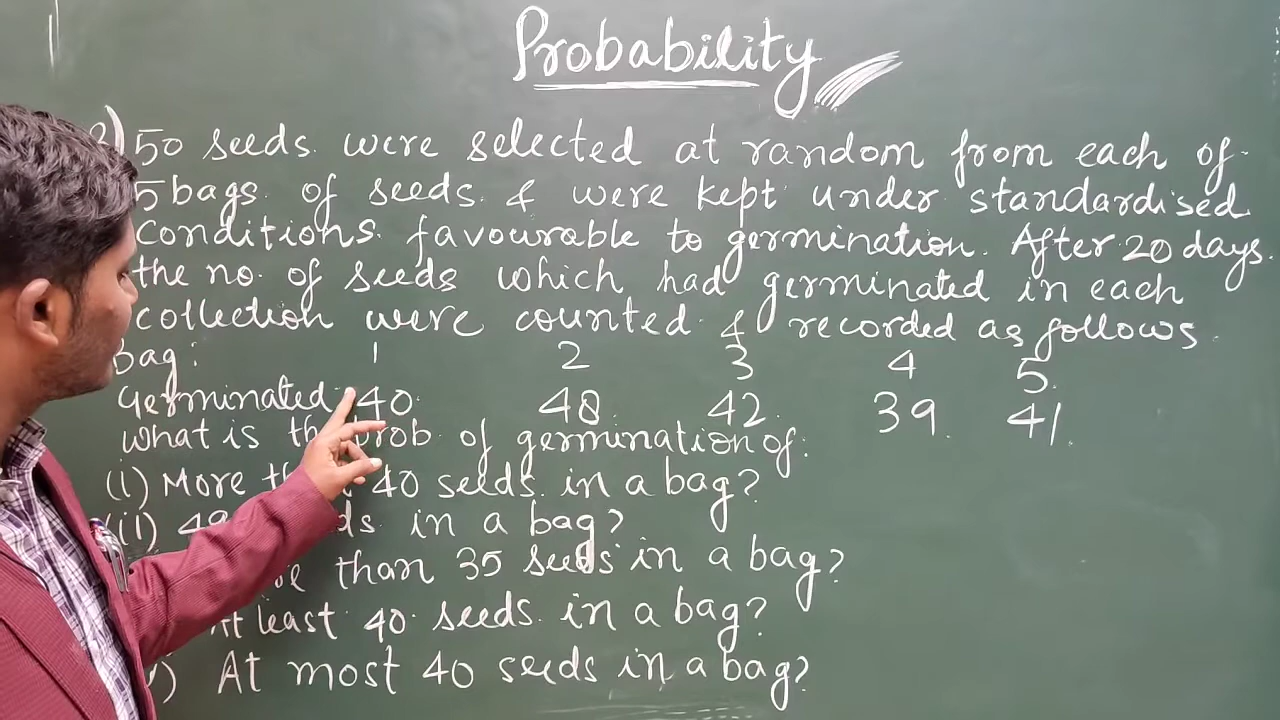 Probability
50 seeds were selected at random from each of
5 bags of seeds & were kept under standardised
conditions favourable to germination. After 20 days.
the no. of seeds which had germinated in each
collection were counted & recorded as follows.
Bag: 1 2 3 4 5.
Germinated 40. 48. 42. 39. 41.
What is prob of germination of:
(i) More 40 seeds in a bag?
(ii) in a bag?
than 35 seeds in a bag?
At least 40 seeds in a bag?
At most 40 seeds in a bag?